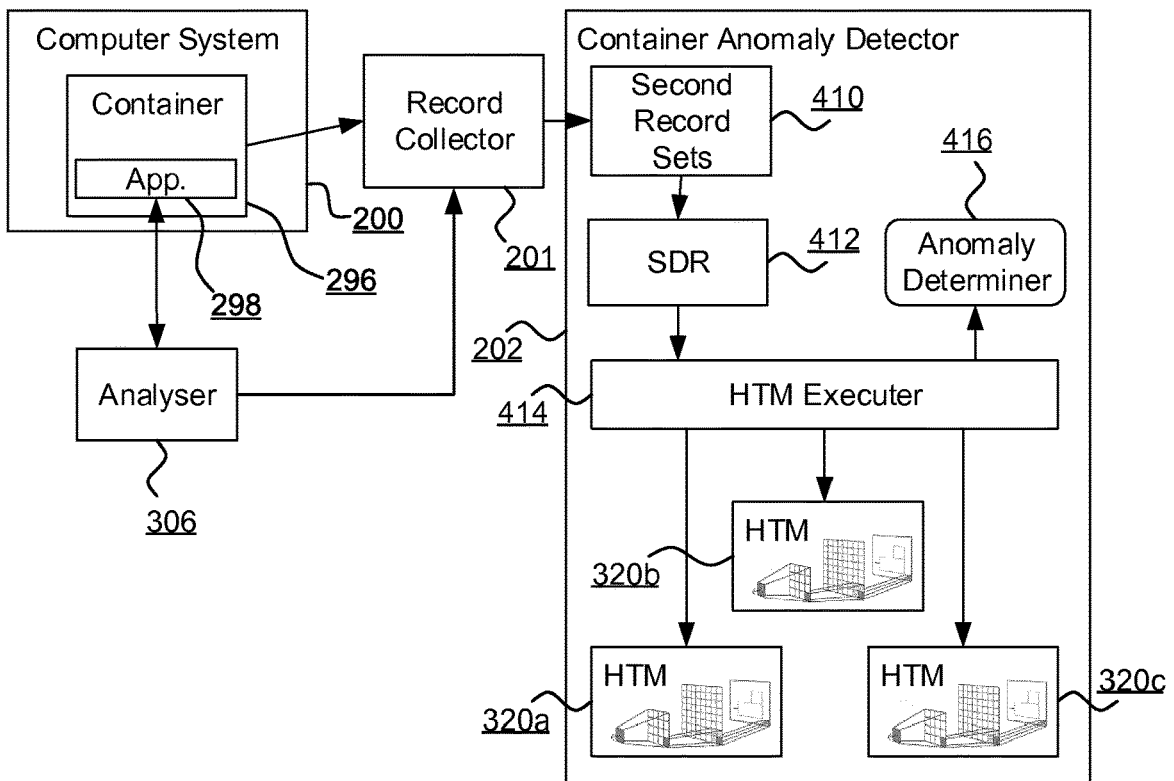 Computer System
Container
App.
200
296
298
Record
Collector
201
Analyser
306
Container Anomaly Detector
Second
Record
Sets
410
SDR
412
416
Anomaly
Determiner
202
HTM Executer
414
HTM
320b
HTM
320a
HTM
320c